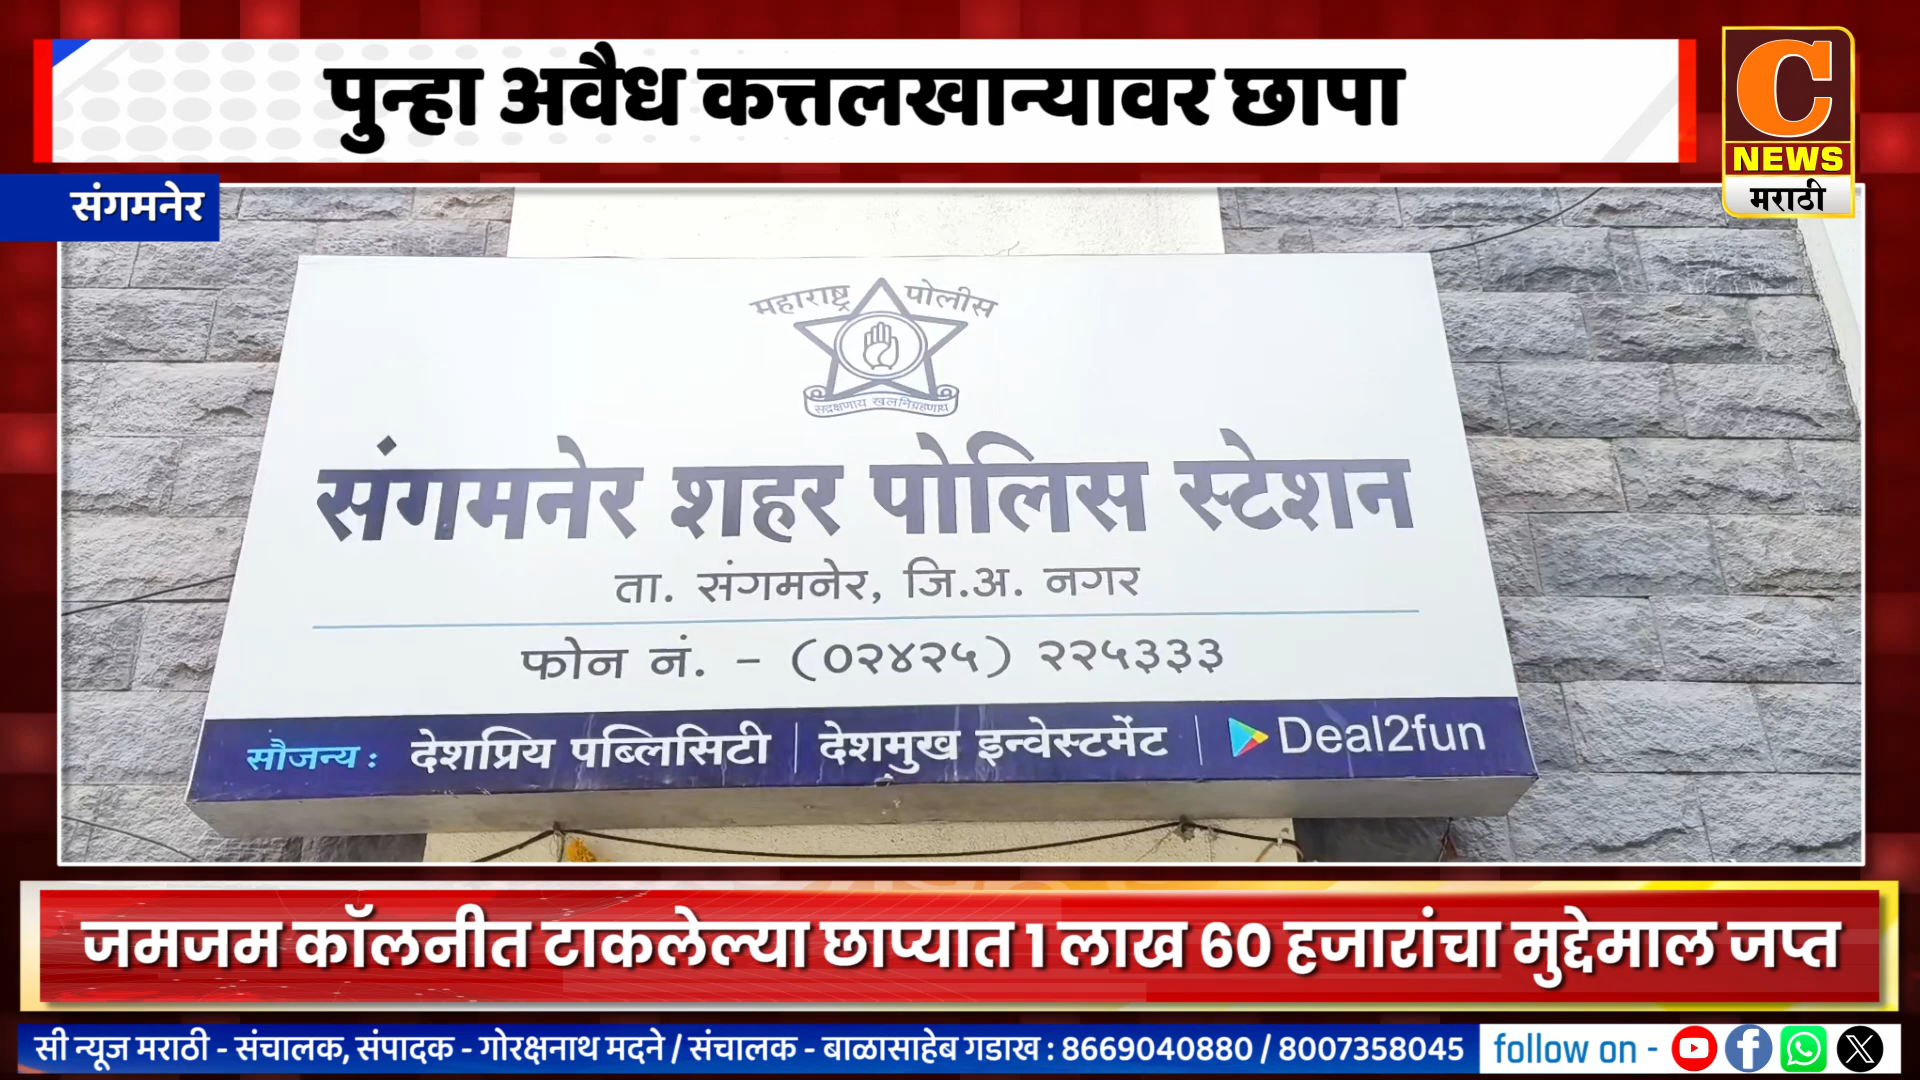 पुन्हा अवैध कत्तलखान्यावर छापा
C
NEWS
मराठी
संगमनेर
महाराष्ट्र पोलीस
सद्रक्षणाय खलनिग्रहणाय
संगमनेर शहर पोलिस स्टेशन
ता. संगमनेर, जि.अ. नगर
फोन नं. - (०२४२५) २२५३३३
सौजन्य : देशप्रिय पब्लिसिटी | देशमुख इन्वेस्टमेंट | Deal2fun
जमजम कॉलनीत टाकलेल्या छाप्यात 1 लाख 60 हजारांचा मुद्देमाल जप्त
सी न्यूज मराठी - संचालक, संपादक - गोरक्षनाथ मदने / संचालक - बाळासाहेब गडाख : 8669040880 / 8007358045 follow on -